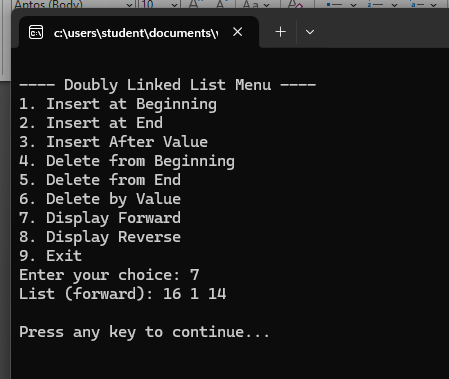 Antos (Body)
10
Aa
c:\users\student\documents\v
---- Doubly Linked List Menu ----
1. Insert at Beginning
2. Insert at End
3. Insert After Value
4. Delete from Beginning
5. Delete from End
6. Delete by Value
7. Display Forward
8. Display Reverse
9. Exit
Enter your choice: 7
List (forward): 16 1 14
Press any key to continue...